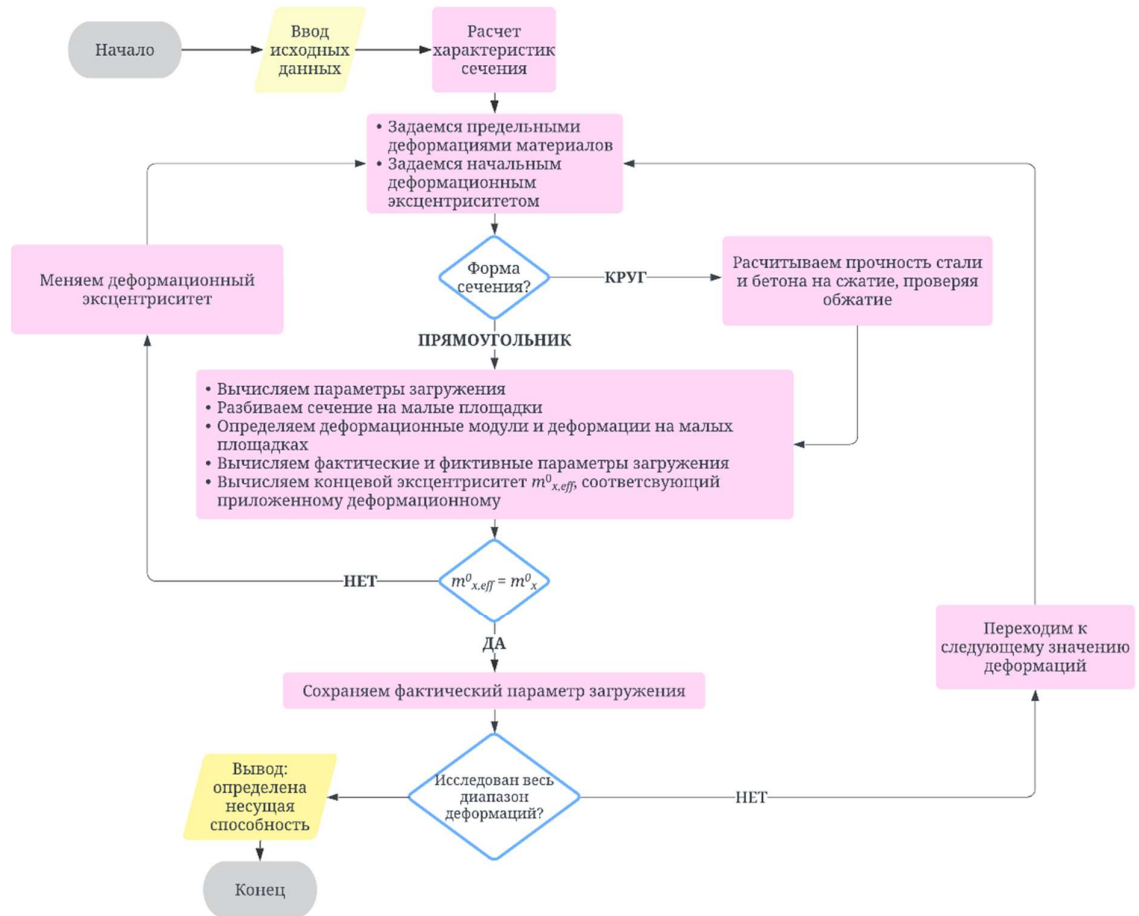 Начало
Ввод
исходных
данных
Расчет
характеристик
сечения
• Задаемся предельными
деформациями материалов
• Задаемся начальным
деформационным
эксцентриситетом
Меняем деформационный
эксцентриситет
Форма
сечения?
КРУГ
Расчитываем прочность стали
и бетона на сжатие, проверяя
обжатие
ПРЯМОУГОЛЬНИК
• Вычисляем параметры загружения
• Разбиваем сечение на малые площадки
• Определяем деформационные модули и деформации на малых
площадках
• Вычисляем фактические и фиктивные параметры загружения
• Вычисляем концевой эксцентриситет m⁰x,eff, соответсвующий
приложенному деформационному
НЕТ
m⁰x,eff = m⁰x
ДА
Переходим к
следующему значению
деформаций
Сохраняем фактический параметр загружения
Вывод:
определена
несущая
способность
Исследован весь
диапазон
деформаций?
НЕТ
Конец